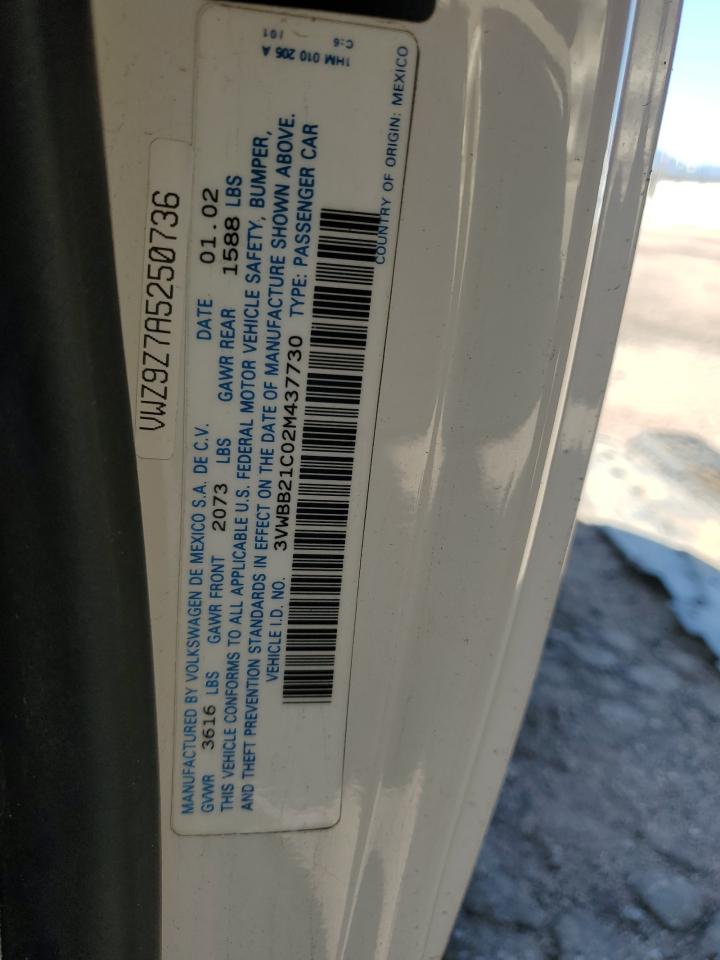 VWZ9Z7A5250736
MANUFACTURED BY VOLKSWAGEN DE MEXICO S.A. DE C.V. DATE 01.02
GVWR 3616 LBS GAWR FRONT 2073 LBS GAWR REAR 1588 LBS
THIS VEHICLE CONFORMS TO ALL APPLICABLE U.S. FEDERAL MOTOR VEHICLE SAFETY, BUMPER,
AND THEFT PREVENTION STANDARDS IN EFFECT ON THE DATE OF MANUFACTURE SHOWN ABOVE.
VEHICLE I.D. NO. 3VWBB21C02M437730 TYPE: PASSENGER CAR
COUNTRY OF ORIGIN: MEXICO
1HM 010 205 A
C:6
/01